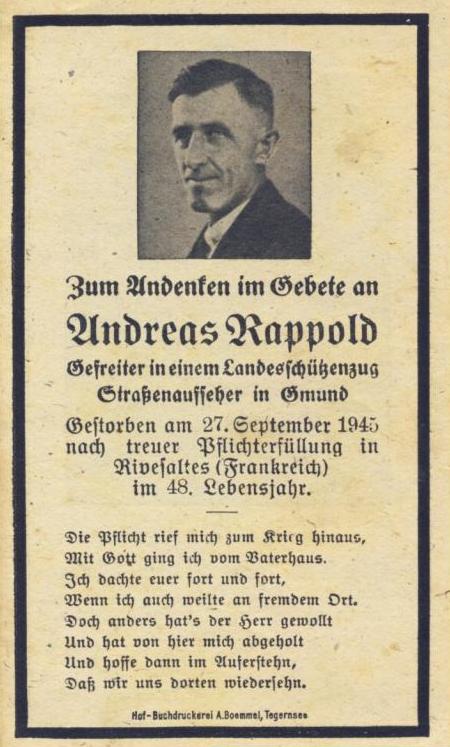 Zum Andenken im Gebete an
Andreas Rappold
Gefreiter in einem Landesschützenzug
Straßenaufseher in Gmund
Gestorben am 27. September 1945
nach treuer Pflichterfüllung in
Rivesaltes (Frankreich)
im 48. Lebensjahr.
Die Pflicht rief mich zum Krieg hinaus,
Mit Gott ging ich vom Vaterhaus.
Ich dachte euer fort und fort,
Wenn ich auch weilte an fremdem Ort.
Doch anders hat's der Herr gewollt
Und hat von hier mich abgeholt
Und hoffe dann im Auferstehn,
Daß wir uns dorten wiedersehn.
Hof-Buchdruckerei A. Boemmel, Tegernsee